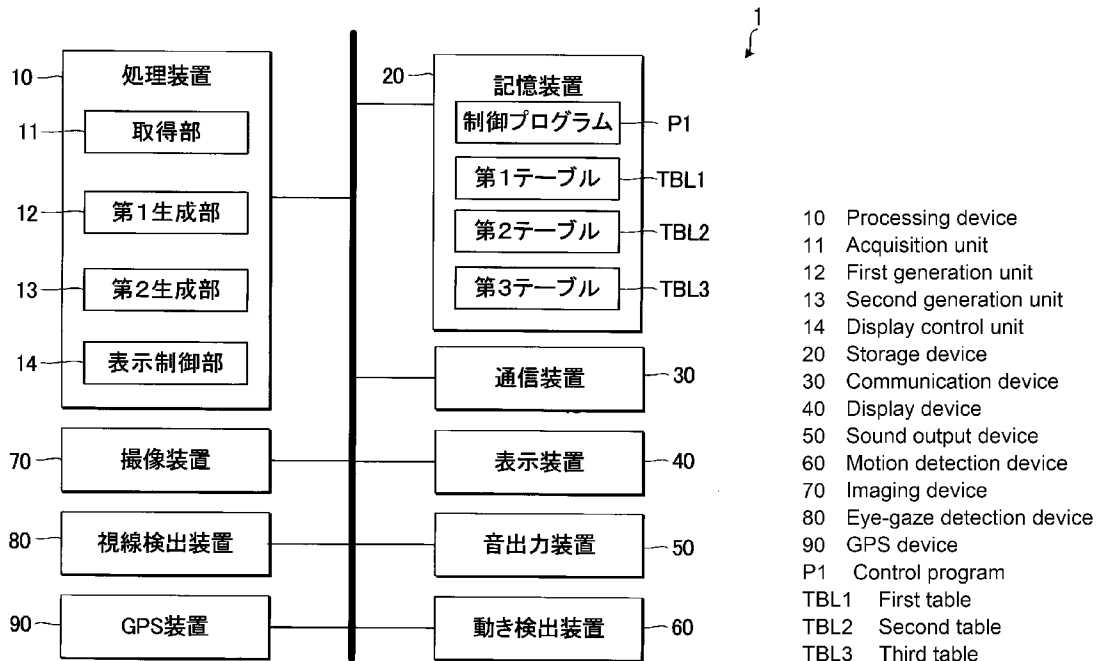 1
10
処理装置
11
取得部
12
第1生成部
13
第2生成部
14
表示制御部
20
記憶装置
制御プログラム
P1
第1テーブル
TBL1
第2テーブル
TBL2
第3テーブル
TBL3
通信装置
30
70
撮像装置
表示装置
40
80
視線検出装置
音出力装置
50
90
GPS装置
動き検出装置
60
10 Processing device
11 Acquisition unit
12 First generation unit
13 Second generation unit
14 Display control unit
20 Storage device
30 Communication device
40 Display device
50 Sound output device
60 Motion detection device
70 Imaging device
80 Eye-gaze detection device
90 GPS device
P1 Control program
TBL1 First table
TBL2 Second table
TBL3 Third table